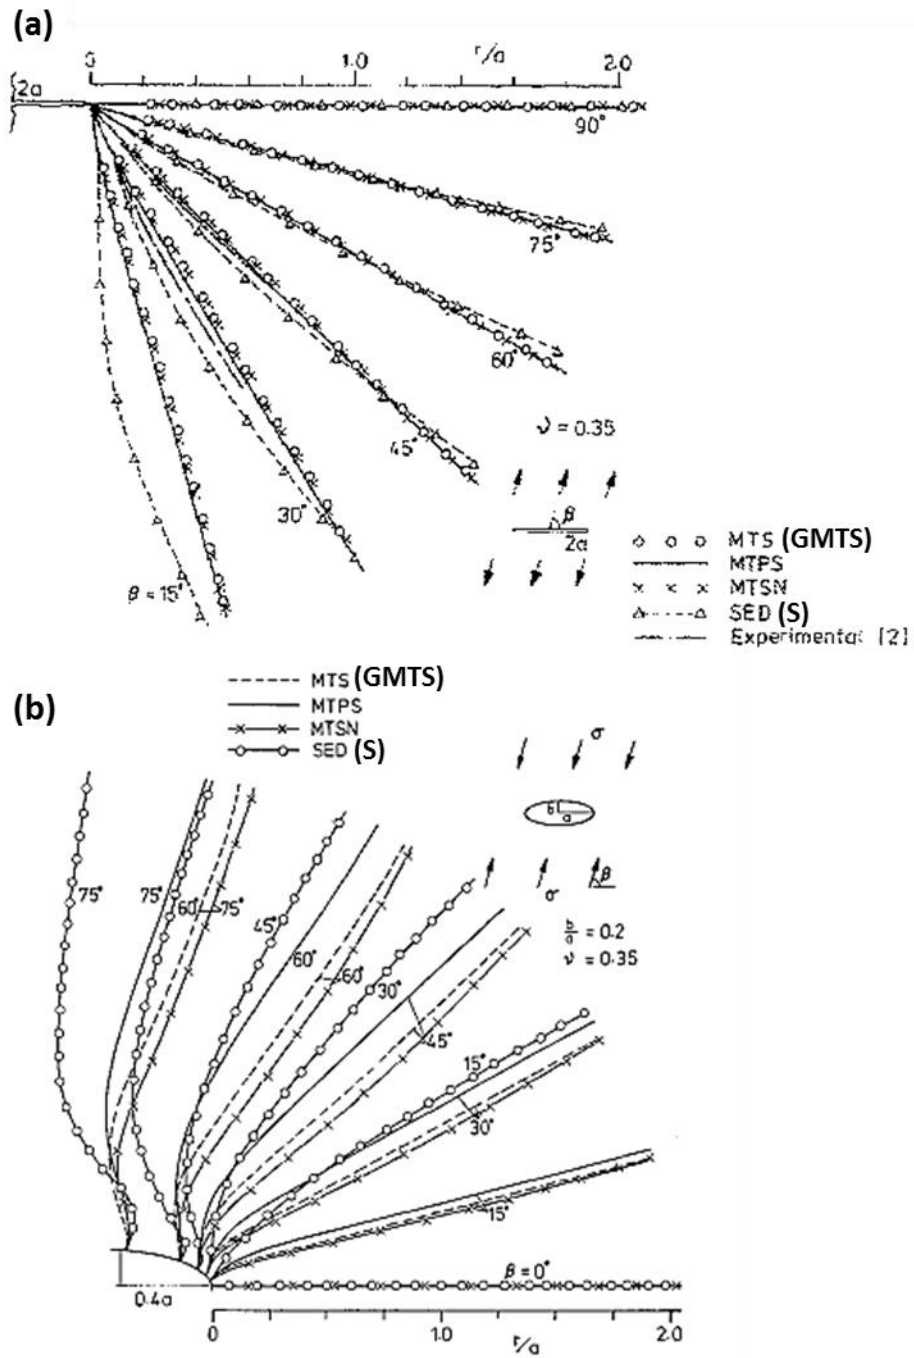 (a)
0 1.0 r/a 2.0
2a
90°
75°
60°
ν = 0.35
45°
β
30°
2a
MTS (GMTS)
MTPS
MTSN
β = 15°
SED (S)
Experimental [2]
MTS (GMTS)
(b)
MTPS
MTSN
SED (S)
σ
b
a
75° 75° 60° 75° 45° β
σ
b/a = 0.2
60° 60° ν = 0.35
30°
45°
15°
30°
15°
β = 0°
0.4a
0 1.0 2.0
r/a